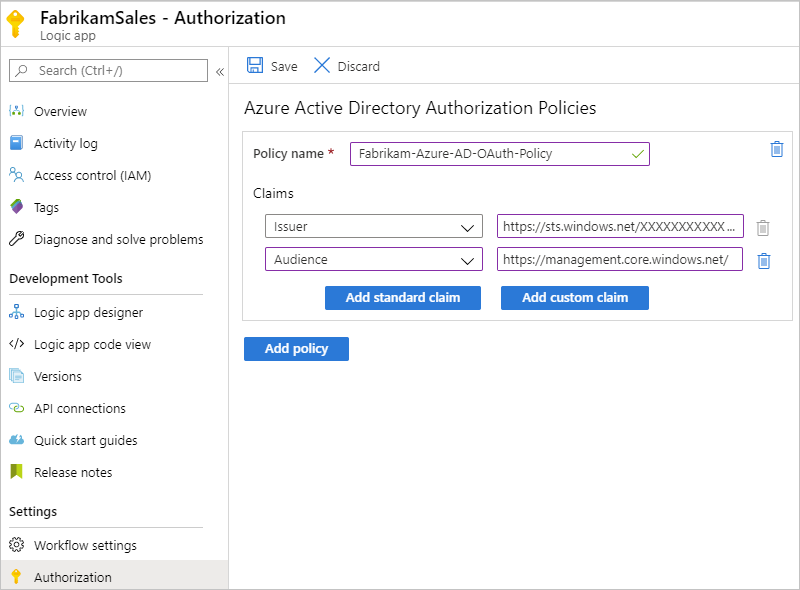 FabrikamSales - Authorization
Logic app
Search (Ctrl+/)
«
Overview
Activity log
Access control (IAM)
Tags
Diagnose and solve problems
Development Tools
Logic app designer
Logic app code view
Versions
API connections
Quick start guides
Release notes
Settings
Workflow settings
Authorization
Save Discard
Azure Active Directory Authorization Policies
Policy name * Fabrikam-Azure-AD-OAuth-Policy
Claims
Issuer https://sts.windows.net/XXXXXXXXXXX ...
Audience https://management.core.windows.net/
Add standard claim Add custom claim
Add policy